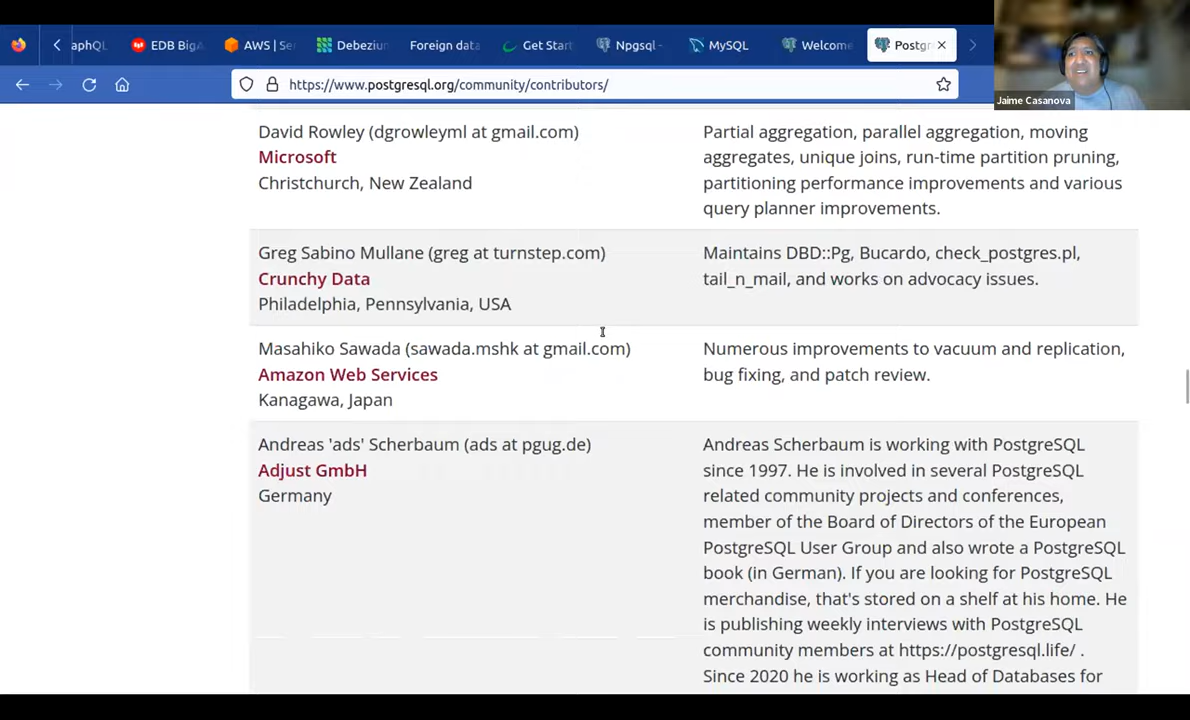 aphQL
EDB BigA
AWS | Se
Debeziu
Foreign data
Get Start
Npgsql -
MySQL
Welcome
Postgr
https://www.postgresql.org/community/contributors/
Jaime Casanova
David Rowley (dgrowleyml at gmail.com)
Microsoft
Christchurch, New Zealand
Partial aggregation, parallel aggregation, moving
aggregates, unique joins, run-time partition pruning,
partitioning performance improvements and various
query planner improvements.
Greg Sabino Mullane (greg at turnstep.com)
Crunchy Data
Philadelphia, Pennsylvania, USA
Maintains DBD::Pg, Bucardo, check_postgres.pl,
tail_n_mail, and works on advocacy issues.
Masahiko Sawada (sawada.mshk at gmail.com)
Amazon Web Services
Kanagawa, Japan
Numerous improvements to vacuum and replication,
bug fixing, and patch review.
Andreas 'ads' Scherbaum (ads at pgug.de)
Adjust GmbH
Germany
Andreas Scherbaum is working with PostgreSQL
since 1997. He is involved in several PostgreSQL
related community projects and conferences,
member of the Board of Directors of the European
PostgreSQL User Group and also wrote a PostgreSQL
book (in German). If you are looking for PostgreSQL
merchandise, that's stored on a shelf at his home. He
is publishing weekly interviews with PostgreSQL
community members at https://postgresql.life/ .
Since 2020 he is working as Head of Databases for